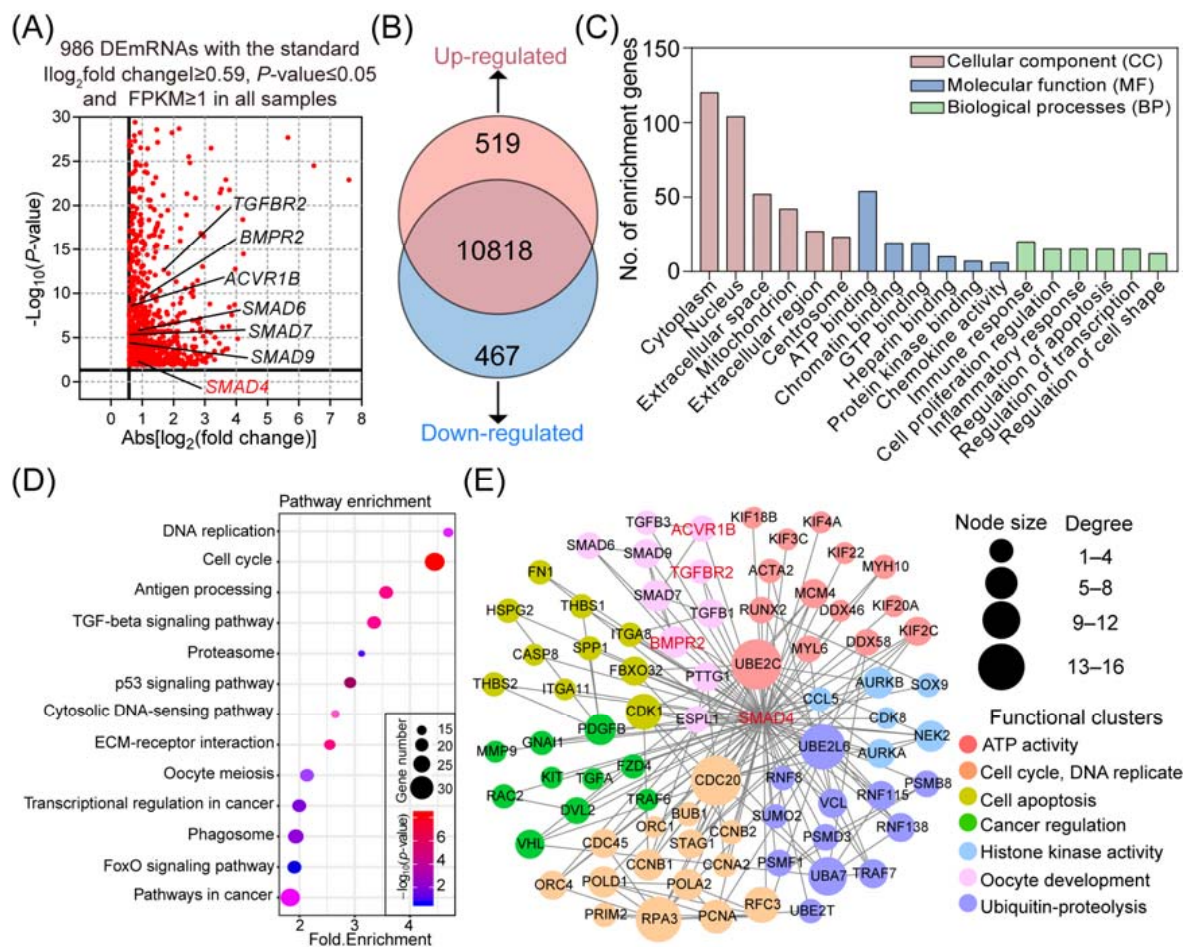 (A)
986 DEmRNAs with the standard
Ilog2fold changeI≥0.59, P-value≤0.05
and FPKM≥1 in all samples
-Log10(P-value)
30
25
20
15
10
5
0
TGFBR2
BMPR2
ACVR1B
SMAD6
SMAD7
SMAD9
SMAD4
0 1 2 3 4 5 6 7 8
Abs[log2(fold change)]
(B)
Up-regulated
519
10818
467
Down-regulated
(C)
No. of enrichment genes
150
100
50
0
Cellular component (CC)
Molecular function (MF)
Biological processes (BP)
Cytoplasm
Nucleus
Extracellular space
Mitochondrion
Extracellular region
Centrosome
ATP binding
Chromatin binding
GTP binding
Heparin binding
Protein kinase binding
Chemokine activity
Immune response
Cell proliferation regulation
Inflammatory response
Regulation of apoptosis
Regulation of transcription
Regulation of cell shape
(D)
Pathway enrichment
DNA replication
Cell cycle
Antigen processing
TGF-beta signaling pathway
Proteasome
p53 signaling pathway
Cytosolic DNA-sensing pathway
ECM-receptor interaction
Oocyte meiosis
Transcriptional regulation in cancer
Phagosome
FoxO signaling pathway
Pathways in cancer
Gene number
15
20
25
30
-log10(p-value)
6
4
2
2 3 4
Fold.Enrichment
(E)
TGFB3
ACVR1B
KIF18B
KIF4A
SMAD6
SMAD9
KIF3C
KIF22
FN1
TGFBR2
ACTA2
MYH10
HSPG2
THBS1
SMAD7
TGFB1
RUNX2
MCM4
DDX46
KIF20A
ITGA8
BMPR2
MYL6
DDX58
KIF2C
CASP8
SPP1
FBXO32
PTTG1
UBE2C
AURKB
SOX9
THBS2
ITGA11
CDK1
ESPL1
SMAD4
CCL5
CDK8
NEK2
PDGFB
MMP9
GNAI1
UBE2L6
AURKA
KIT
TGFA
FZD4
CDC20
RNF8
PSMB8
RAC2
DVL2
TRAF6
VCL
RNF115
BUB1
SUMO2
RNF138
VHL
ORC1
CCNB2
PSMD3
CDC45
STAG1
CCNB1
CCNA2
PSMF1
UBA7
TRAF7
ORC4
POLD1
POLA2
RFC3
UBE2T
PRIM2
RPA3
PCNA
Node size
Degree
1–4
5–8
9–12
13–16
Functional clusters
ATP activity
Cell cycle, DNA replicate
Cell apoptosis
Cancer regulation
Histone kinase activity
Oocyte development
Ubiquitin-proteolysis